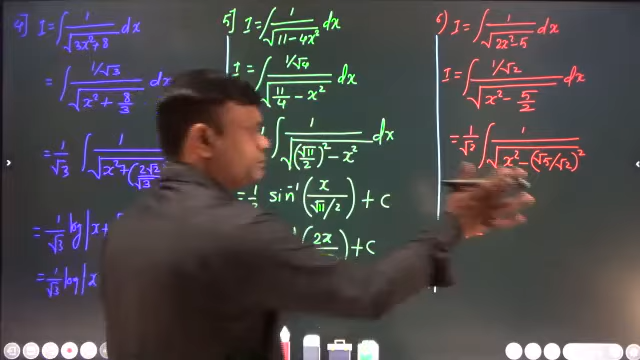 4] I = ∫ 1/√(3x²+8) dx
= ∫ (1/√3)/√(x² + 8/3) dx
= 1/√3 ∫ 1/√(x² + (2√2/√3)
= 1/√3 log|x +
= 1/√3 log|x
5] I = ∫ 1/√(11 - 4x²) dx
I = ∫ (1/√4)/√(11/4 - x²) dx
∫ 1/√((√11/2)² - x²) dx
= 1/2 sin⁻¹(x/(√11/2)) + C
(2x/ ) + C
6) I = ∫ 1/√(2x² - 5) dx
I = ∫ (1/√2)/√(x² - 5/2) dx
= 1/√2 ∫ 1/√(x² - (√5/√2)²